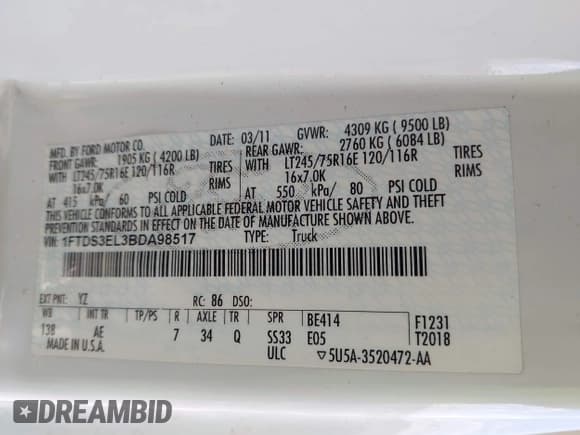 MFD. BY FORD MOTOR CO.
03/11 GVWR: 4309 KG ( 9500 LB)
FRONT GAWR: 1905 KG ( 4200 LB)
REAR GAWR: 2760 KG ( 6084 LB)
WITH LT245/75R16E 120/116R TIRES
WITH LT245/75R16E 120/116R TIRES
16x7.0K RIMS
16x7.0K RIMS
AT 415 kPa/ 60 PSI COLD
AT 550 kPa/ 80 PSI COLD
THIS VEHICLE CONFORMS TO ALL APPLICABLE FEDERAL MOTOR VEHICLE SAFETY AND THEFT
PREVENTION STANDARDS IN EFFECT ON THE DATE OF MANUFACTURE SHOWN ABOVE.
VIN: 1FTDS3EL3BDA98517
TYPE: Truck
EXT PNT: YZ RC: 86 DSO:
WB INT TR TP/PS R AXLE TR SPR BE414 F1231
138 AE 7 34 Q SS33 E05 T2018
ULC ▽5U5A-3520472-AA
DREAMBID